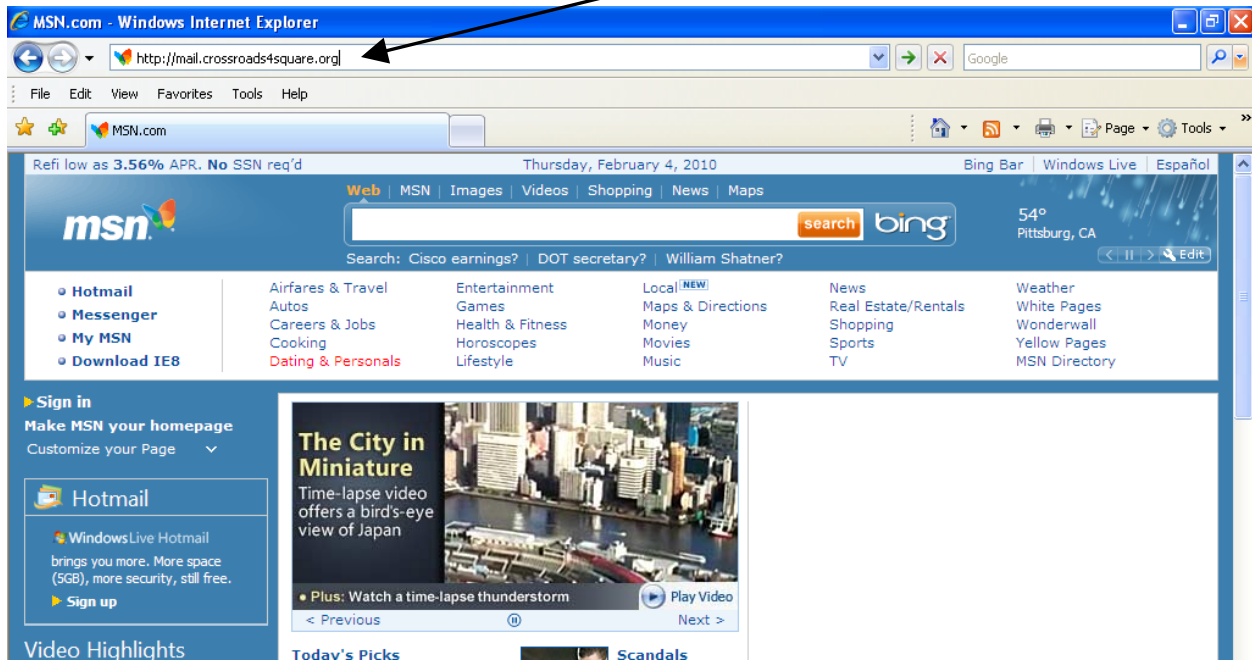 MSN.com - Windows Internet Explorer
http://mail.crossroads4square.org
Google
File Edit View Favorites Tools Help
MSN.com
Page Tools
Refi low as 3.56% APR. No SSN req'd
Thursday, February 4, 2010
Bing Bar | Windows Live | Español
Web | MSN | Images | Videos | Shopping | News | Maps
msn
search bing
54°
Pittsburg, CA
Edit
Search: Cisco earnings? | DOT secretary? | William Shatner?
Hotmail
Messenger
My MSN
Download IE8
Airfares & Travel
Autos
Careers & Jobs
Cooking
Dating & Personals
Entertainment
Games
Health & Fitness
Horoscopes
Lifestyle
Local NEW
Maps & Directions
Money
Movies
Music
News
Real Estate/Rentals
Shopping
Sports
TV
Weather
White Pages
Wonderwall
Yellow Pages
MSN Directory
Sign in
Make MSN your homepage
Customize your Page
Hotmail
WindowsLive Hotmail
brings you more. More space
(5GB), more security, still free.
Sign up
Video Highlights
The City in
Miniature
Time-lapse video
offers a bird's-eye
view of Japan
• Plus: Watch a time-lapse thunderstorm
Play Video
< Previous
Next >
Today's Picks
Scandals